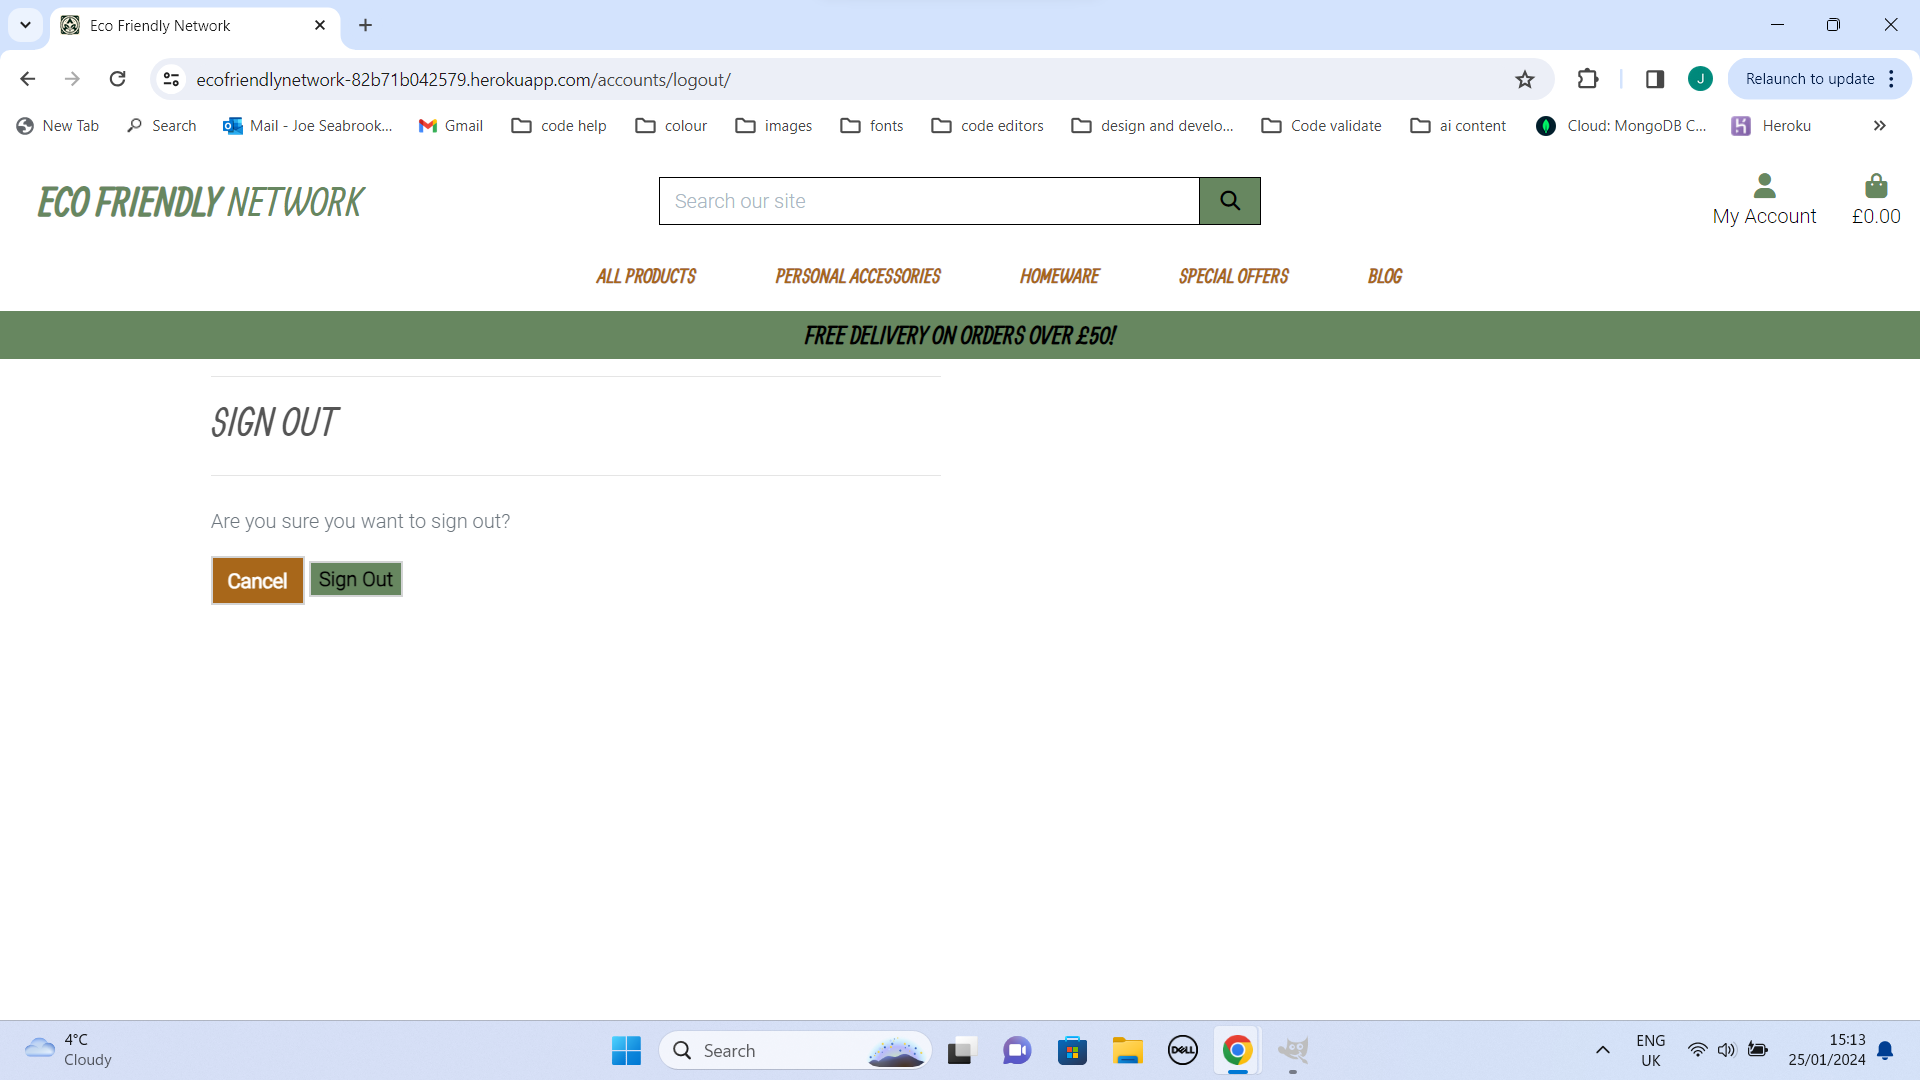 Eco Friendly Network
ecofriendlynetwork-82b71b042579.herokuapp.com/accounts/logout/
J
Relaunch to update
New Tab
Search
Mail - Joe Seabrook...
Gmail
code help
colour
images
fonts
code editors
design and develo...
Code validate
ai content
Cloud: MongoDB C...
Heroku
ECO FRIENDLY NETWORK
Search our site
My Account
£0.00
ALL PRODUCTS
PERSONAL ACCESSORIES
HOMEWARE
SPECIAL OFFERS
BLOG
FREE DELIVERY ON ORDERS OVER £50!
SIGN OUT
Are you sure you want to sign out?
Cancel
Sign Out
4°C
Cloudy
Search
DELL
ENG
UK
15:13
25/01/2024